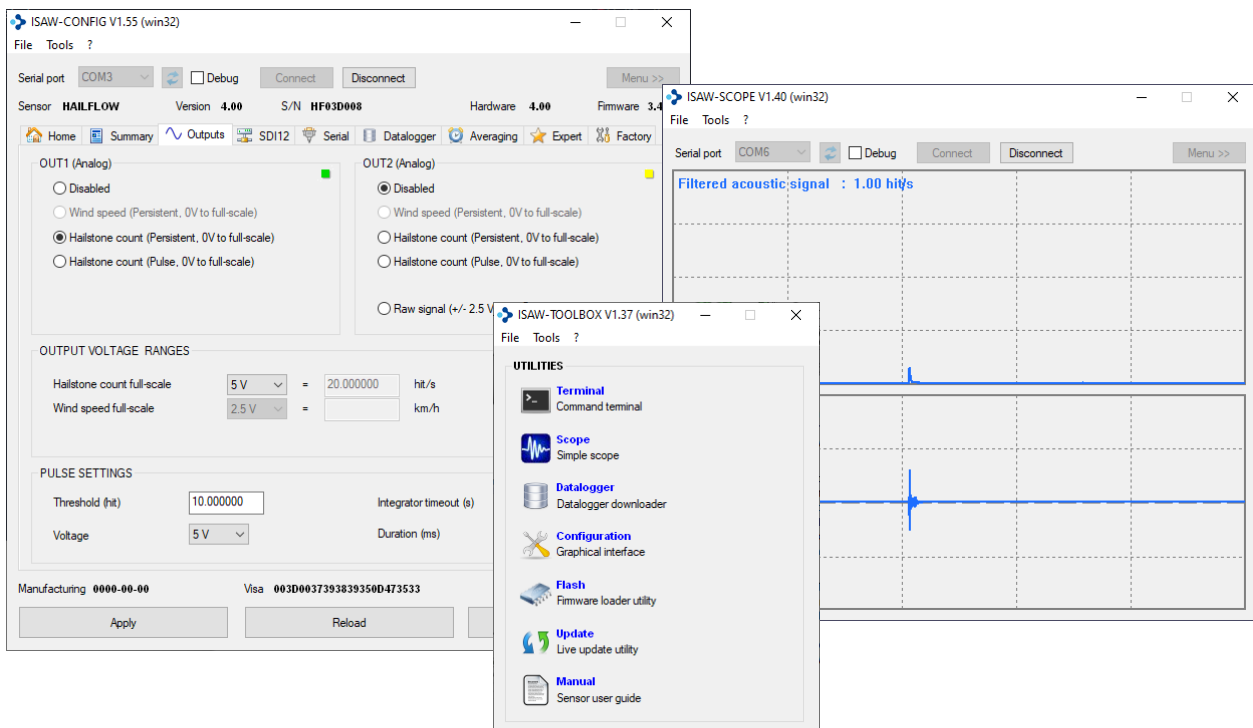 ISAW-CONFIG V1.55 (win32)
File Tools ?
Serial port COM3 Debug Connect Disconnect Menu >>
Sensor HAILFLOW Version 4.00 S/N HF03D008 Hardware 4.00 Firmware 3.4
Home Summary Outputs SDI12 Serial Datalogger Averaging Expert Factory
OUT1 (Analog)
Disabled
Wind speed (Persistent, 0V to full-scale)
Hailstone count (Persistent, 0V to full-scale)
Hailstone count (Pulse, 0V to full-scale)
OUT2 (Analog)
Disabled
Wind speed (Persistent, 0V to full-scale)
Hailstone count (Persistent, 0V to full-scale)
Hailstone count (Pulse, 0V to full-scale)
Raw signal (+/- 2.5 V
OUTPUT VOLTAGE RANGES
Hailstone count full-scale 5 V = 20.000000 hit/s
Wind speed full-scale 2.5 V = km/h
PULSE SETTINGS
Threshold (hit) 10.000000 Integrator timeout (s)
Voltage 5 V Duration (ms)
Manufacturing 0000-00-00 Visa 003D0037393839350D473533
Apply Reload
ISAW-SCOPE V1.40 (win32)
File Tools ?
Serial port COM6 Debug Connect Disconnect Menu >>
Filtered acoustic signal : 1.00 hit/s
ISAW-TOOLBOX V1.37 (win32)
File Tools ?
UTILITIES
Terminal
Command terminal
Scope
Simple scope
Datalogger
Datalogger downloader
Configuration
Graphical interface
Flash
Firmware loader utility
Update
Live update utility
Manual
Sensor user guide